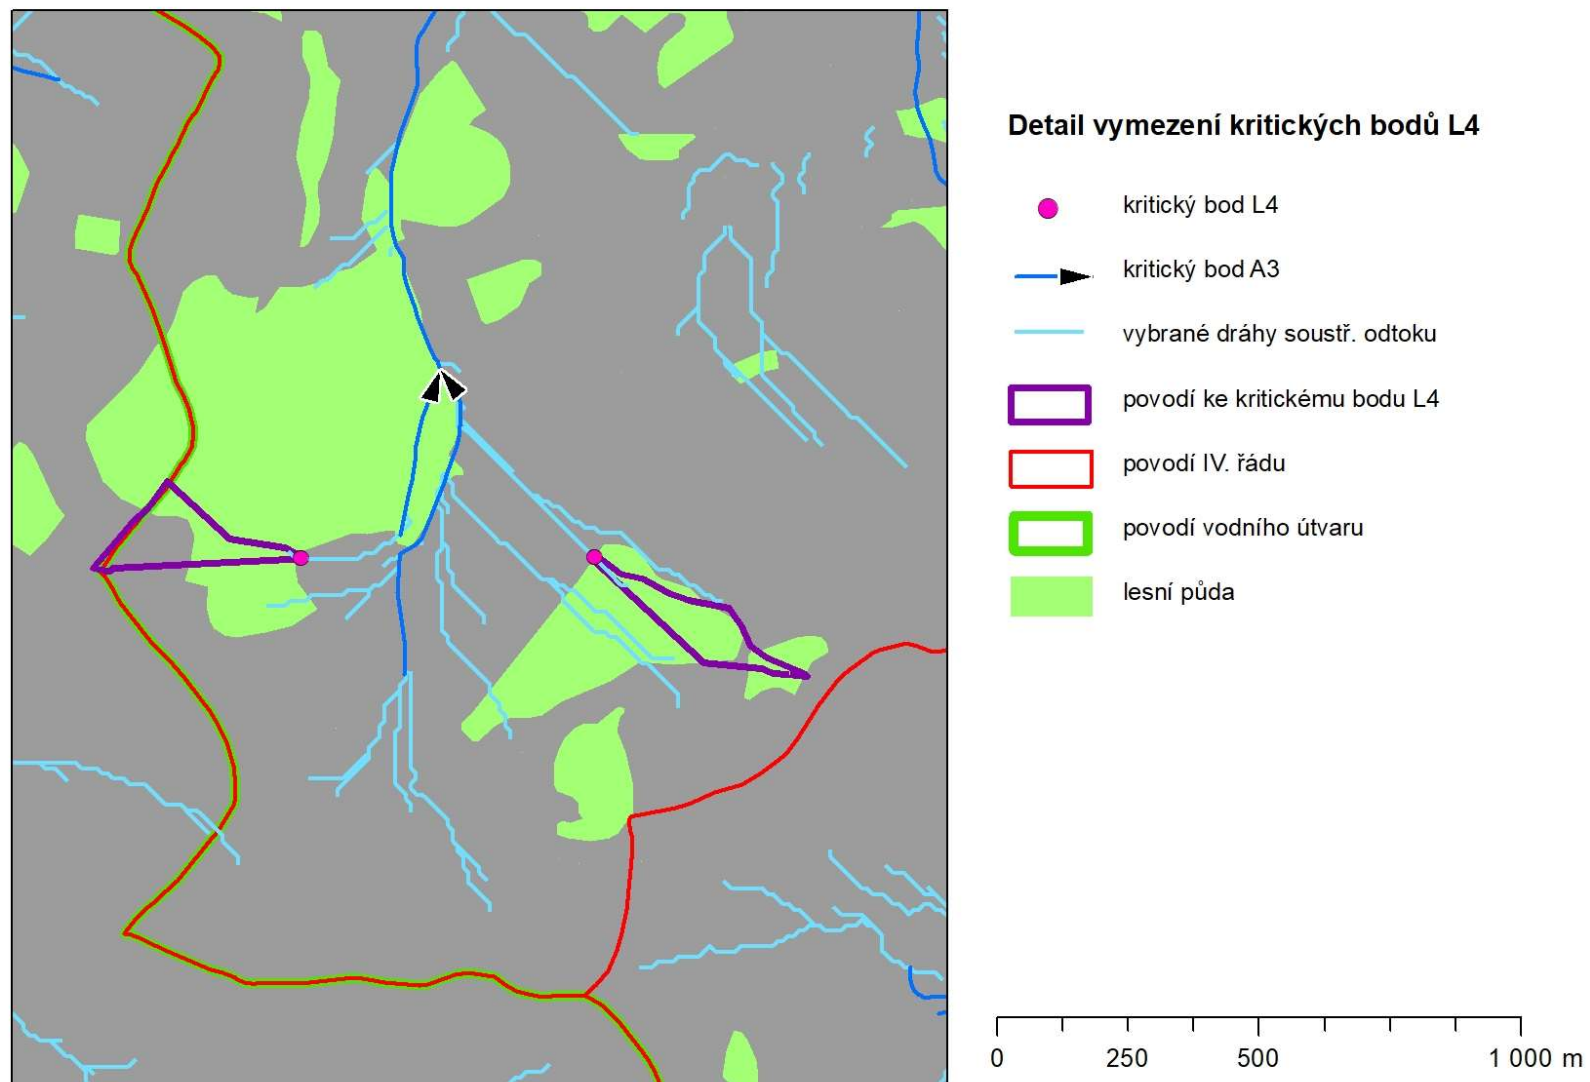 Detail vymezení kritických bodů L4
kritický bod L4
kritický bod A3
vybrané dráhy soustř. odtoku
povodí ke kritickému bodu L4
povodí IV. řádu
povodí vodního útvaru
lesní půda
0 250 500 1 000 m